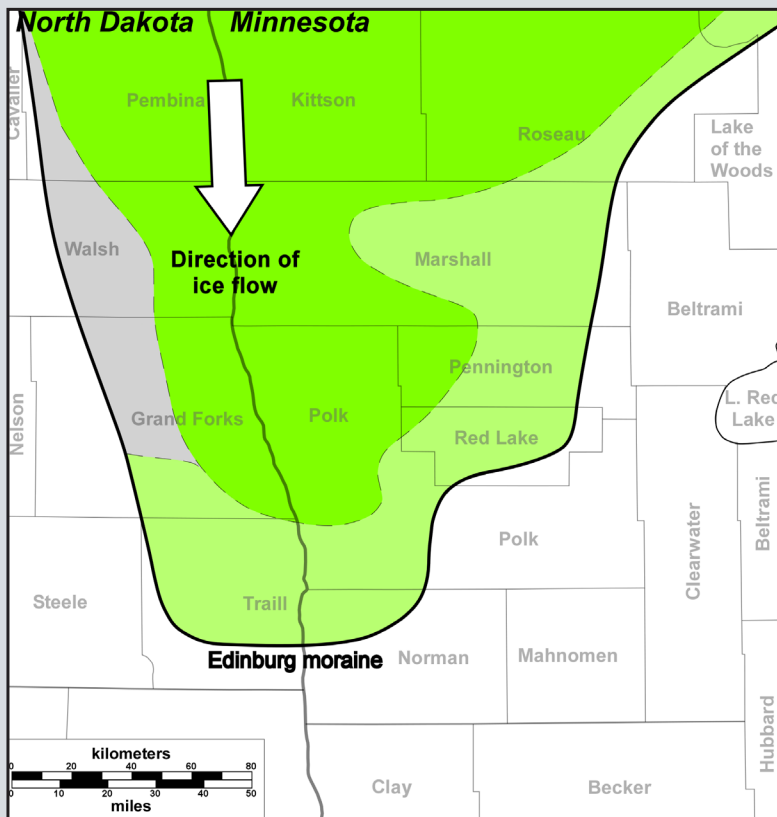 North Dakota Minnesota
Cavalier
Pembina
Kittson
Roseau
Lake
of the
Woods
Walsh
Direction of
ice flow
Marshall
Beltrami
Nelson
Grand Forks
Polk
Pennington
Red Lake
L. Red
Lake
Polk
Clearwater
Beltrami
Steele
Traill
Edinburg moraine
Norman
Mahnomen
Hubbard
kilometers
0 20 40 60 80
0 10 20 30 40 50
miles
Clay
Becker